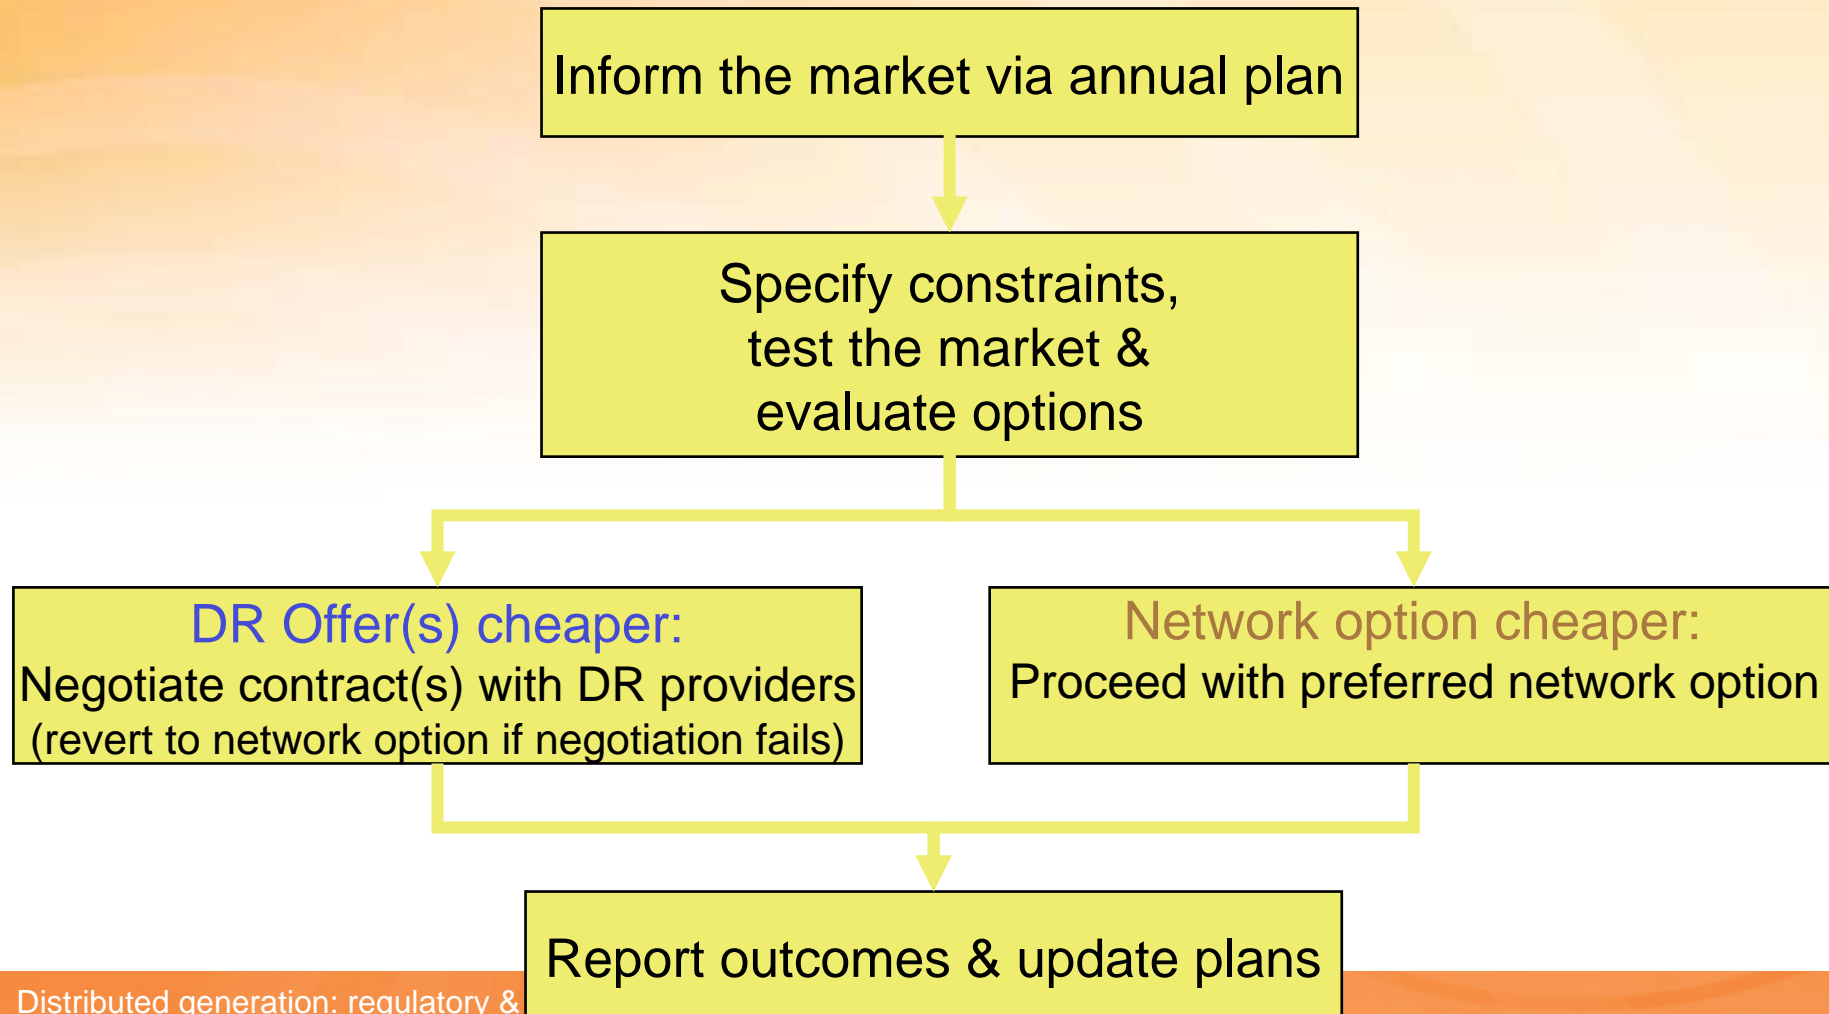 Inform the market via annual plan
Specify constraints,
test the market &
evaluate options
DR Offer(s) cheaper:
Negotiate contract(s) with DR providers
(revert to network option if negotiation fails)
Network option cheaper:
Proceed with preferred network option
Report outcomes & update plans
Distributed generation: regulatory &